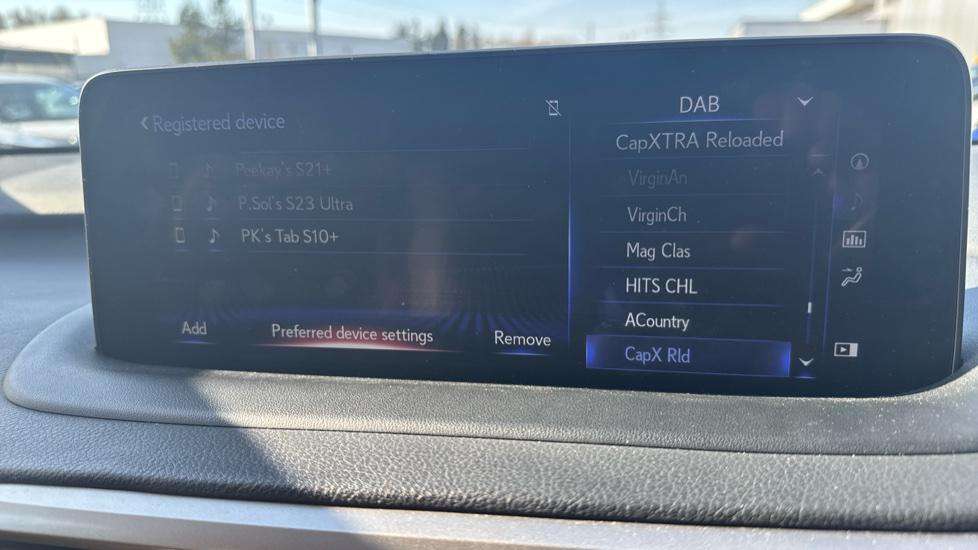 Registered device
Peekay's S21+
P.Sol's S23 Ultra
PK's Tab S10+
Add
Preferred device settings
Remove
DAB
CapXTRA Reloaded
VirginAn
VirginCh
Mag Clas
HITS CHL
ACountry
CapX Rld